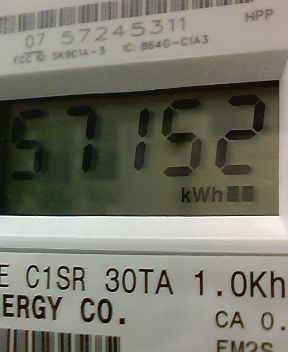 HPP
07 57245311
FCC ID: SK9C1A-3 IC: 864G-C1A3
57152
kWh
E C1SR 30TA 1.0Kh
ERGY CO.
CA 0.
EM2S